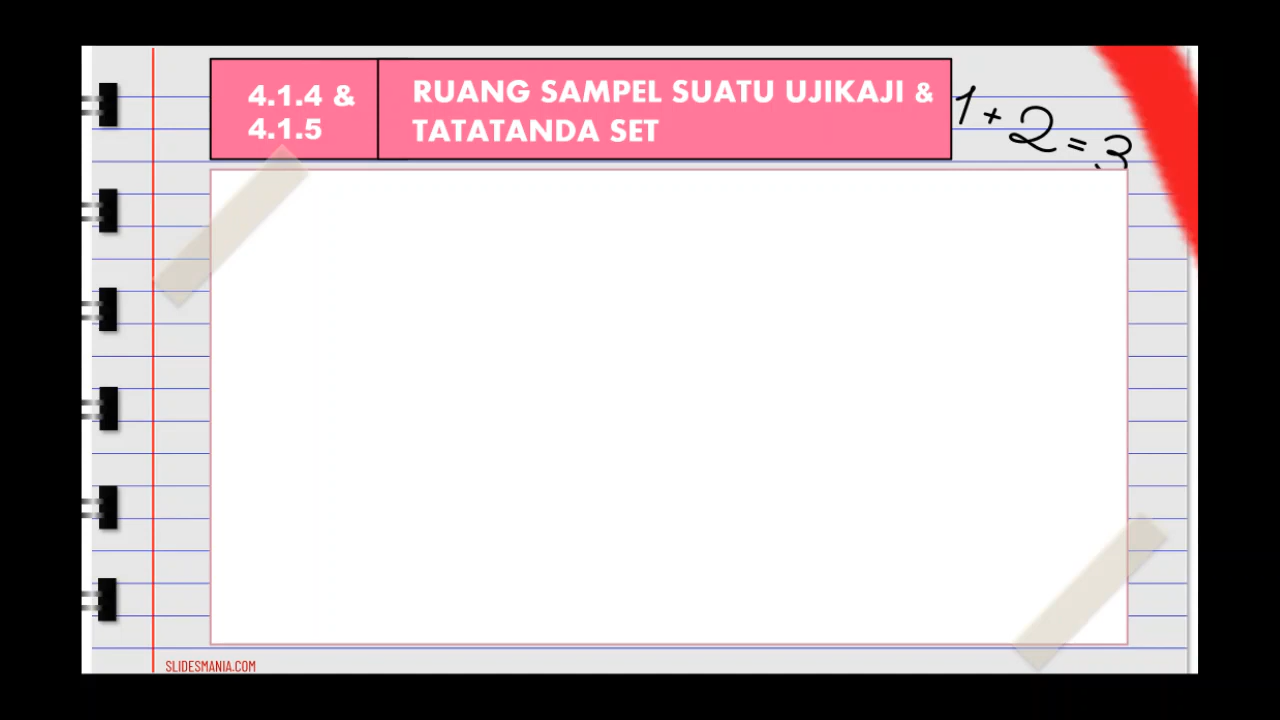 4.1.4 &
4.1.5
RUANG SAMPEL SUATU UJIKAJI &
TATATANDA SET
1+2=3
SLIDESMANIA.COM